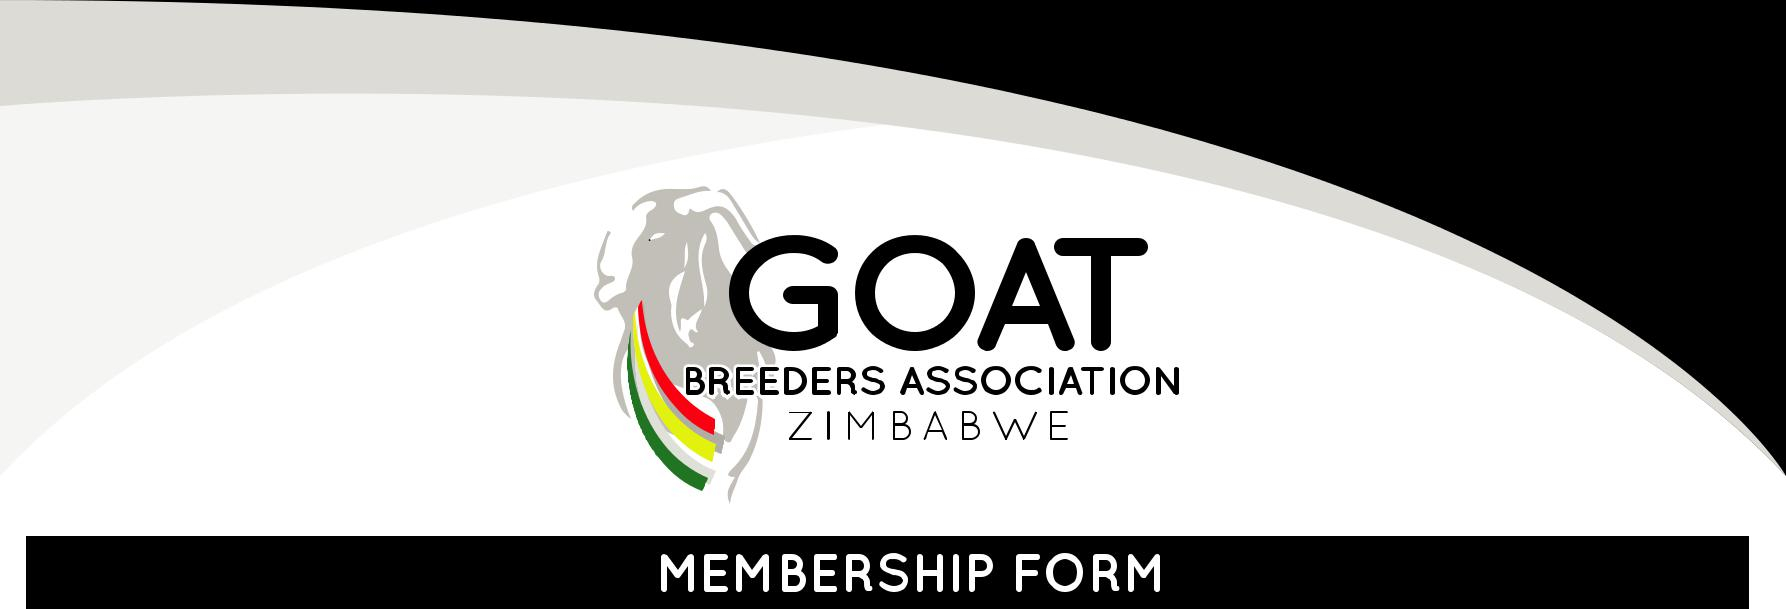 GOAT
BREEDERS ASSOCIATION
ZIMBABWE
MEMBERSHIP FORM